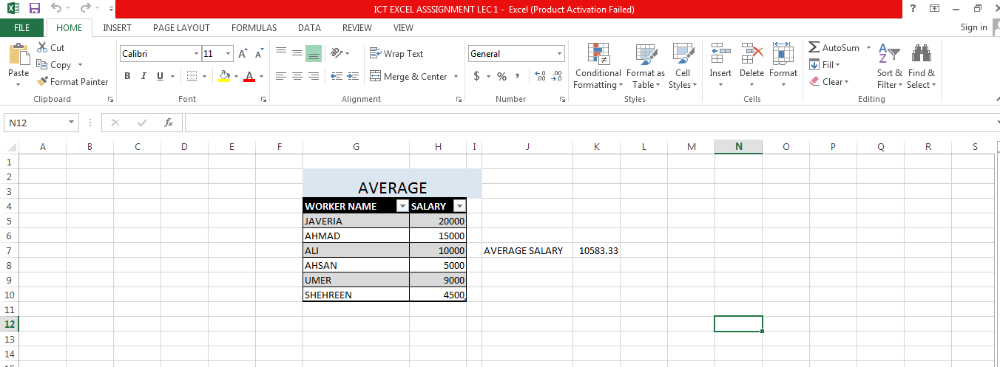 ICT EXCEL ASSSIGNMENT LEC 1 - Excel (Product Activation Failed)
FILE HOME INSERT PAGE LAYOUT FORMULAS DATA REVIEW VIEW Sign in
Cut
Copy
Format Painter
Paste
Clipboard
Calibri 11
B I U A
Font
Wrap Text
Merge & Center
Alignment
General
$ % ,
Number
Conditional Formatting
Format as Table
Cell Styles
Styles
Insert Delete Format
Cells
AutoSum
Fill
Clear
Sort & Filter
Find & Select
Editing
N12 fx
A B C D E F G H I J K L M N O P Q R S
1
2
3 AVERAGE
4 WORKER NAME SALARY
5 JAVERIA 20000
6 AHMAD 15000
7 ALI 10000 AVERAGE SALARY 10583.33
8 AHSAN 5000
9 UMER 9000
10 SHEHREEN 4500
11
12
13
14